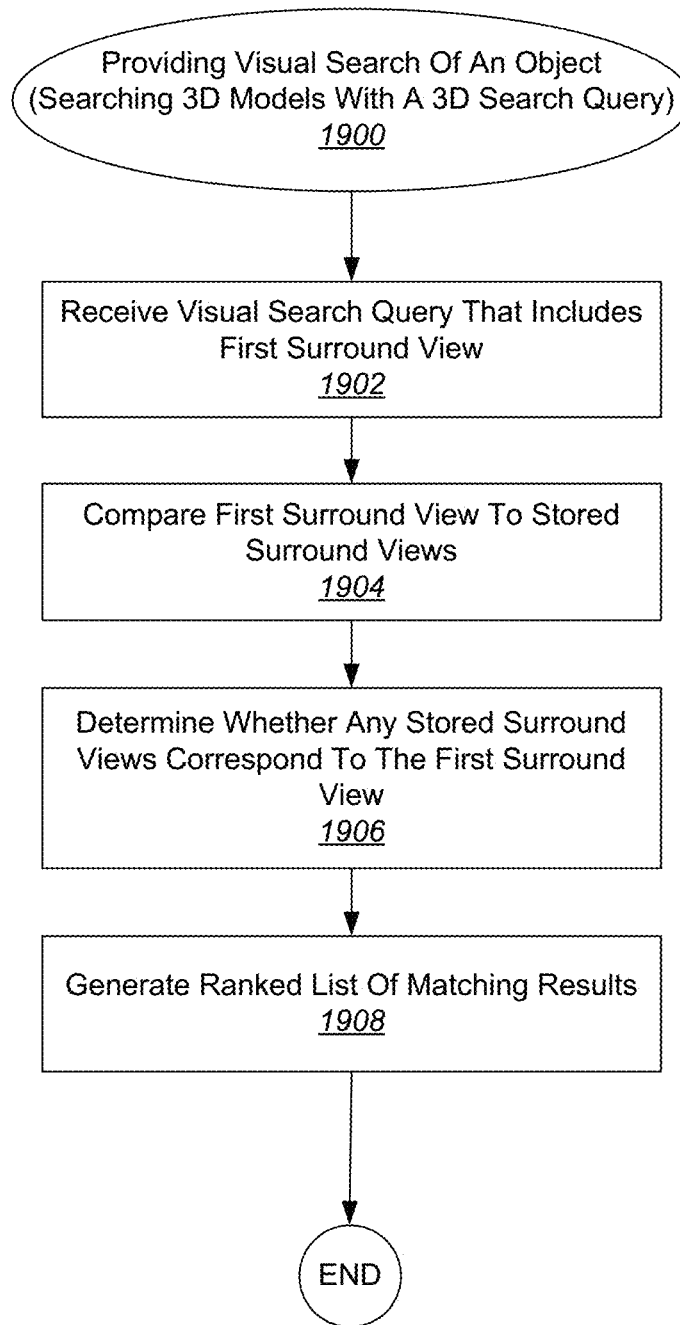 Providing Visual Search Of An Object
(Searching 3D Models With A 3D Search Query)
1900
Receive Visual Search Query That Includes
First Surround View
1902
Compare First Surround View To Stored
Surround Views
1904
Determine Whether Any Stored Surround
Views Correspond To The First Surround
View
1906
Generate Ranked List Of Matching Results
1908
END